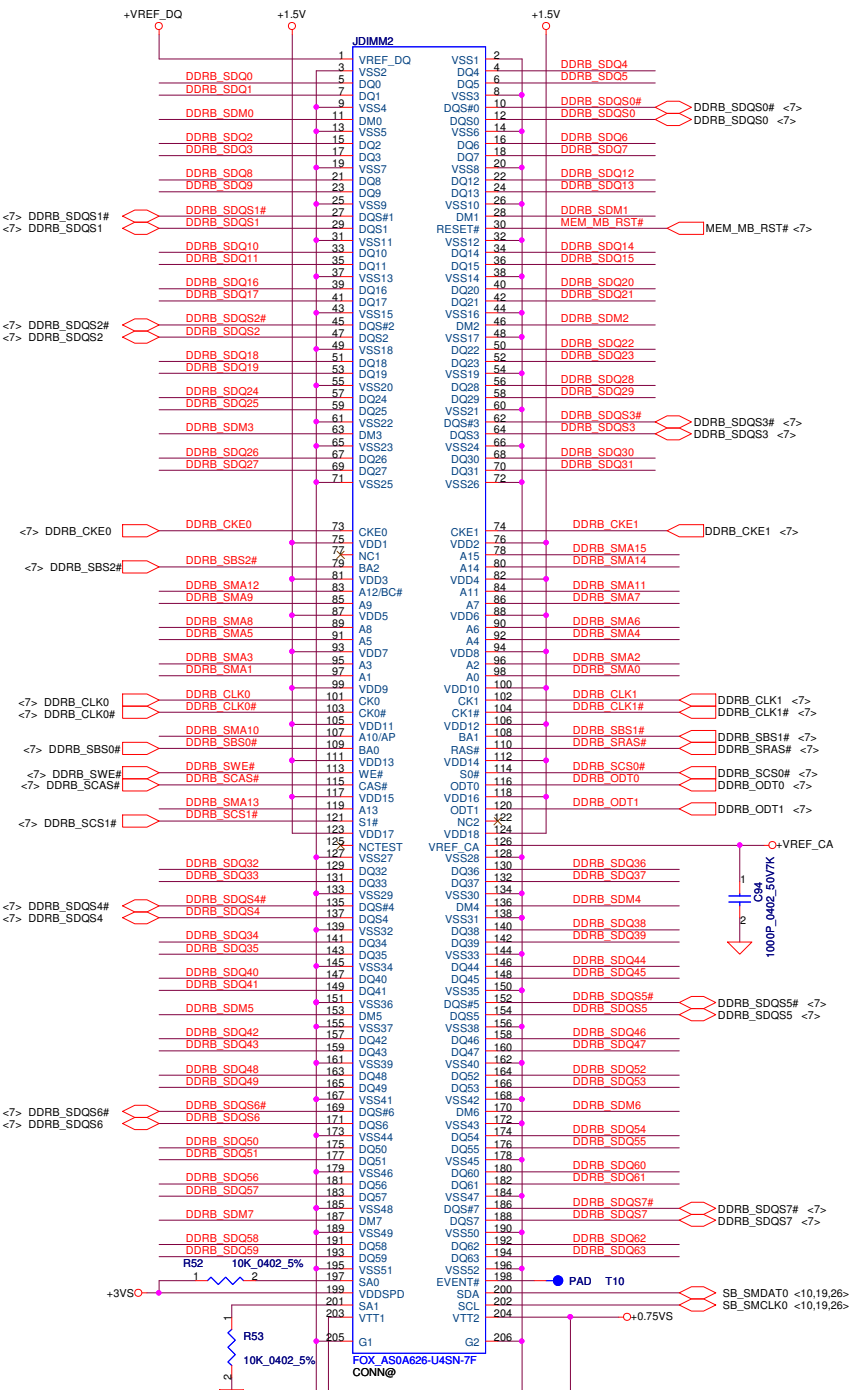 +VREF_DQ +1.5V +1.5V
JDIMM2
1 VREF_DQ VSS1 2
3 VSS2 DQ4 4 DDRB_SDQ4
DDRB_SDQ0 5 DQ0 DQ5 6 DDRB_SDQ5
DDRB_SDQ1 7 DQ1 VSS3 8
9 VSS4 DQS#0 10 DDRB_SDQS0# DDRB_SDQS0# <7>
DDRB_SDM0 11 DM0 DQS0 12 DDRB_SDQS0 DDRB_SDQS0 <7>
13 VSS5 VSS6 14
DDRB_SDQ2 15 DQ2 DQ6 16 DDRB_SDQ6
DDRB_SDQ3 17 DQ3 DQ7 18 DDRB_SDQ7
19 VSS7 VSS8 20
DDRB_SDQ8 21 DQ8 DQ12 22 DDRB_SDQ12
DDRB_SDQ9 23 DQ9 DQ13 24 DDRB_SDQ13
25 VSS9 VSS10 26
<7> DDRB_SDQS1# DDRB_SDQS1# 27 DQS#1 DM1 28 DDRB_SDM1
<7> DDRB_SDQS1 DDRB_SDQS1 29 DQS1 RESET# 30 MEM_MB_RST# MEM_MB_RST# <7>
31 VSS11 VSS12 32
DDRB_SDQ10 33 DQ10 DQ14 34 DDRB_SDQ14
DDRB_SDQ11 35 DQ11 DQ15 36 DDRB_SDQ15
37 VSS13 VSS14 38
DDRB_SDQ16 39 DQ16 DQ20 40 DDRB_SDQ20
DDRB_SDQ17 41 DQ17 DQ21 42 DDRB_SDQ21
43 VSS15 VSS16 44
<7> DDRB_SDQS2# DDRB_SDQS2# 45 DQS#2 DM2 46 DDRB_SDM2
<7> DDRB_SDQS2 DDRB_SDQS2 47 DQS2 VSS17 48
49 VSS18 DQ22 50 DDRB_SDQ22
DDRB_SDQ18 51 DQ18 DQ23 52 DDRB_SDQ23
DDRB_SDQ19 53 DQ19 VSS19 54
55 VSS20 DQ28 56 DDRB_SDQ28
DDRB_SDQ24 57 DQ24 DQ29 58 DDRB_SDQ29
DDRB_SDQ25 59 DQ25 VSS21 60
61 VSS22 DQS#3 62 DDRB_SDQS3# DDRB_SDQS3# <7>
DDRB_SDM3 63 DM3 DQS3 64 DDRB_SDQS3 DDRB_SDQS3 <7>
65 VSS23 VSS24 66
DDRB_SDQ26 67 DQ26 DQ30 68 DDRB_SDQ30
DDRB_SDQ27 69 DQ27 DQ31 70 DDRB_SDQ31
71 VSS25 VSS26 72
<7> DDRB_CKE0 DDRB_CKE0 73 CKE0 CKE1 74 DDRB_CKE1 DDRB_CKE1 <7>
75 VDD1 VDD2 76
77 NC1 A15 78 DDRB_SMA15
<7> DDRB_SBS2# DDRB_SBS2# 79 BA2 A14 80 DDRB_SMA14
81 VDD3 VDD4 82
DDRB_SMA12 83 A12/BC# A11 84 DDRB_SMA11
DDRB_SMA9 85 A9 A7 86 DDRB_SMA7
87 VDD5 VDD6 88
DDRB_SMA8 89 A8 A6 90 DDRB_SMA6
DDRB_SMA5 91 A5 A4 92 DDRB_SMA4
93 VDD7 VDD8 94
DDRB_SMA3 95 A3 A2 96 DDRB_SMA2
DDRB_SMA1 97 A1 A0 98 DDRB_SMA0
99 VDD9 VDD10 100
<7> DDRB_CLK0 DDRB_CLK0 101 CK0 CK1 102 DDRB_CLK1 DDRB_CLK1 <7>
<7> DDRB_CLK0# DDRB_CLK0# 103 CK0# CK1# 104 DDRB_CLK1# DDRB_CLK1# <7>
105 VDD11 VDD12 106
DDRB_SMA10 107 A10/AP BA1 108 DDRB_SBS1# DDRB_SBS1# <7>
<7> DDRB_SBS0# DDRB_SBS0# 109 BA0 RAS# 110 DDRB_SRAS# DDRB_SRAS# <7>
111 VDD13 VDD14 112
<7> DDRB_SWE# DDRB_SWE# 113 WE# S0# 114 DDRB_SCS0# DDRB_SCS0# <7>
<7> DDRB_SCAS# DDRB_SCAS# 115 CAS# ODT0 116 DDRB_ODT0 DDRB_ODT0 <7>
117 VDD15 VDD16 118
DDRB_SMA13 119 A13 ODT1 120 DDRB_ODT1 DDRB_ODT1 <7>
<7> DDRB_SCS1# DDRB_SCS1# 121 S1# NC2 122
123 VDD17 VDD18 124
125 NCTEST VREF_CA 126 +VREF_CA
127 VSS27 VSS28 128
DDRB_SDQ32 129 DQ32 DQ36 130 DDRB_SDQ36
DDRB_SDQ33 131 DQ33 DQ37 132 DDRB_SDQ37
133 VSS29 VSS30 134
<7> DDRB_SDQS4# DDRB_SDQS4# 135 DQS#4 DM4 136 DDRB_SDM4
<7> DDRB_SDQS4 DDRB_SDQS4 137 DQS4 VSS31 138
1 2 C94 1000P_0402_50V7K
139 VSS32 DQ38 140 DDRB_SDQ38
DDRB_SDQ34 141 DQ34 DQ39 142 DDRB_SDQ39
DDRB_SDQ35 143 DQ35 VSS33 144
145 VSS34 DQ44 146 DDRB_SDQ44
DDRB_SDQ40 147 DQ40 DQ45 148 DDRB_SDQ45
DDRB_SDQ41 149 DQ41 VSS35 150
151 VSS36 DQS#5 152 DDRB_SDQS5# DDRB_SDQS5# <7>
DDRB_SDM5 153 DM5 DQS5 154 DDRB_SDQS5 DDRB_SDQS5 <7>
155 VSS37 VSS38 156
DDRB_SDQ42 157 DQ42 DQ46 158 DDRB_SDQ46
DDRB_SDQ43 159 DQ43 DQ47 160 DDRB_SDQ47
161 VSS39 VSS40 162
DDRB_SDQ48 163 DQ48 DQ52 164 DDRB_SDQ52
DDRB_SDQ49 165 DQ49 DQ53 166 DDRB_SDQ53
167 VSS41 VSS42 168
<7> DDRB_SDQS6# DDRB_SDQS6# 169 DQS#6 DM6 170 DDRB_SDM6
<7> DDRB_SDQS6 DDRB_SDQS6 171 DQS6 VSS43 172
173 VSS44 DQ54 174 DDRB_SDQ54
DDRB_SDQ50 175 DQ50 DQ55 176 DDRB_SDQ55
DDRB_SDQ51 177 DQ51 VSS45 178
179 VSS46 DQ60 180 DDRB_SDQ60
DDRB_SDQ56 181 DQ56 DQ61 182 DDRB_SDQ61
DDRB_SDQ57 183 DQ57 VSS47 184
185 VSS48 DQS#7 186 DDRB_SDQS7# DDRB_SDQS7# <7>
DDRB_SDM7 187 DM7 DQS7 188 DDRB_SDQS7 DDRB_SDQS7 <7>
189 VSS49 VSS50 190
DDRB_SDQ58 191 DQ58 DQ62 192 DDRB_SDQ62
DDRB_SDQ59 193 DQ59 DQ63 194 DDRB_SDQ63
195 VSS51 VSS52 196
R52 10K_0402_5%
1 2 197 SA0 EVENT# 198 PAD T10
+3VS 199 VDDSPD SDA 200 SB_SMDAT0 <10,19,26>
201 SA1 SCL 202 SB_SMCLK0 <10,19,26>
203 VTT1 VTT2 204 +0.75VS
205 G1 G2 206
1 2 R53
10K_0402_5%
FOX_AS0A626-U4SN-7F
CONN@